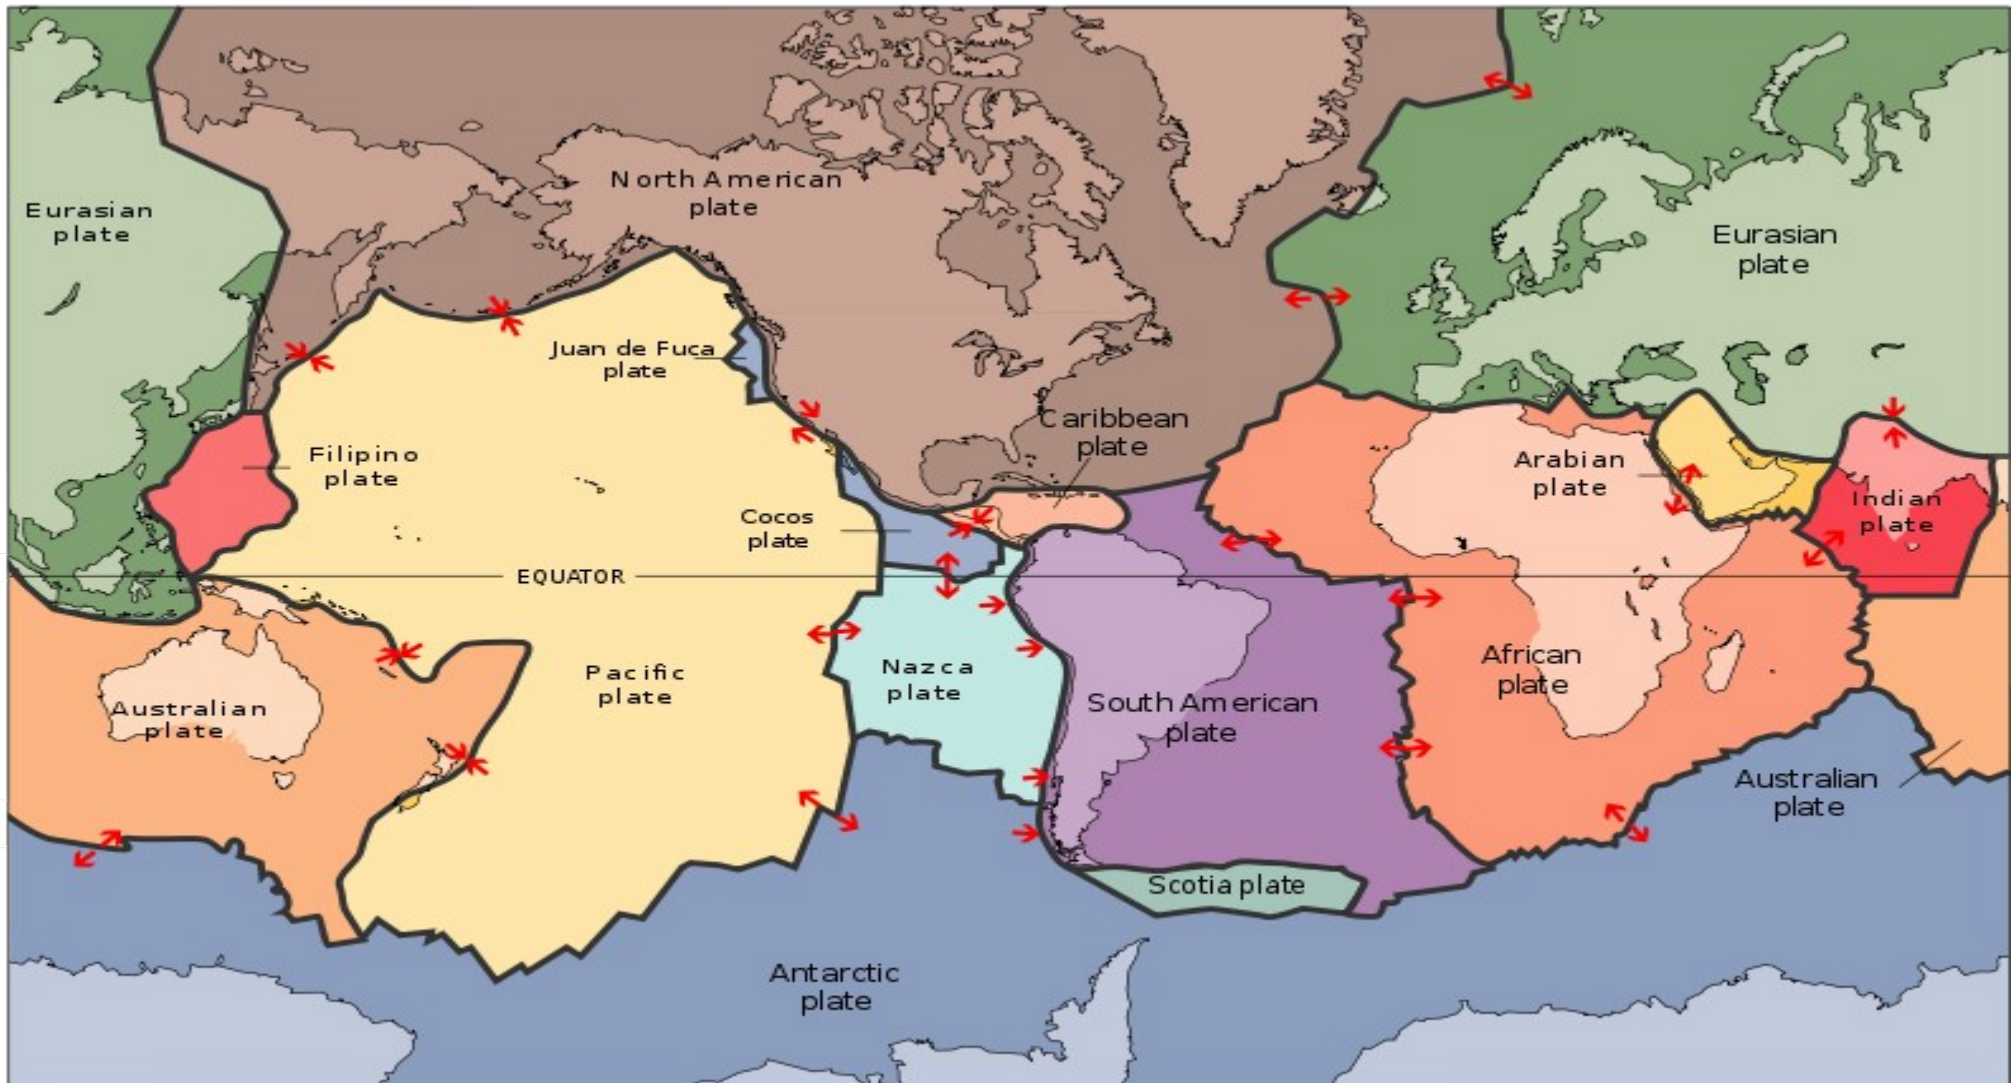 North American
plate
Eurasian
plate
Eurasian
plate
Juan de Fuca
plate
Caribbean
plate
Filipino
plate
Arabian
plate
Indian
plate
Cocos
plate
EQUATOR
Pacific
plate
Nazca
plate
African
plate
Australian
plate
South American
plate
Australian
plate
Scotia plate
Antarctic
plate